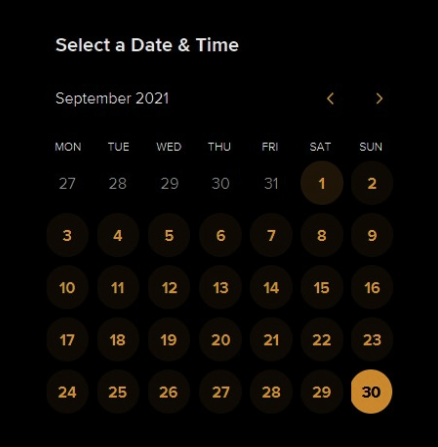 Select a Date & Time
September 2021
MON TUE WED THU FRI SAT SUN
27 28 29 30 31 1 2
3 4 5 6 7 8 9
10 11 12 13 14 15 16
17 18 19 20 21 22 23
24 25 26 27 28 29 30